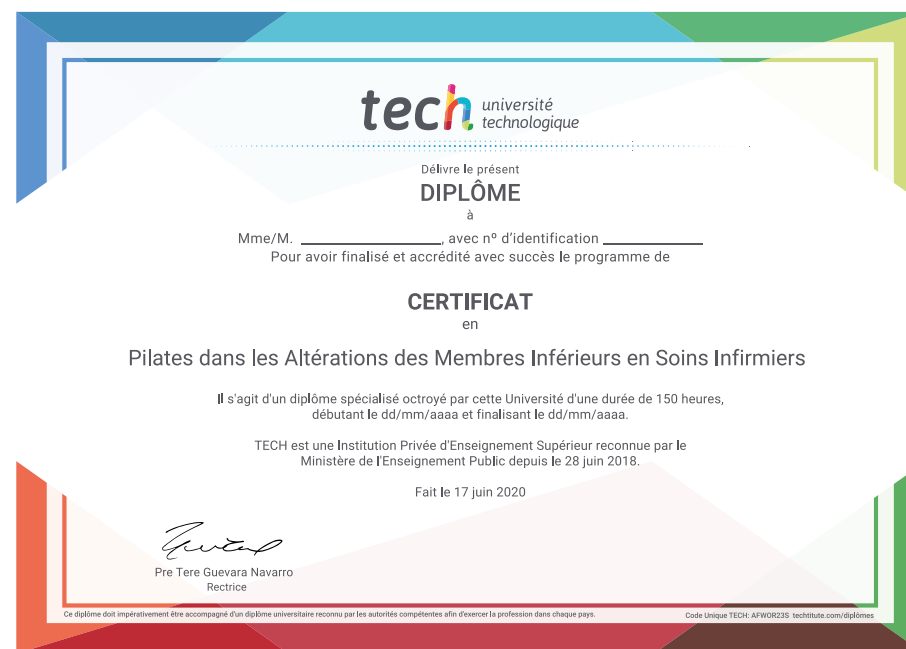 tech université
technologique
Délivre le présent
DIPLÔME
à
Mme/M. ____________________, avec nº d'identification ______________
Pour avoir finalisé et accrédité avec succès le programme de
CERTIFICAT
en
Pilates dans les Altérations des Membres Inférieurs en Soins Infirmiers
Il s'agit d'un diplôme spécialisé octroyé par cette Université d'une durée de 150 heures,
débutant le dd/mm/aaaa et finalisant le dd/mm/aaaa.
TECH est une Institution Privée d'Enseignement Supérieur reconnue par le
Ministère de l'Enseignement Public depuis le 28 juin 2018.
Fait le 17 juin 2020
Pre Tere Guevara Navarro
Rectrice
Ce diplôme doit impérativement être accompagné d'un diplôme universitaire reconnu par les autorités compétentes afin d'exercer la profession dans chaque pays.
Code Unique TECH: AFWOR23S techtitute.com/diplômes